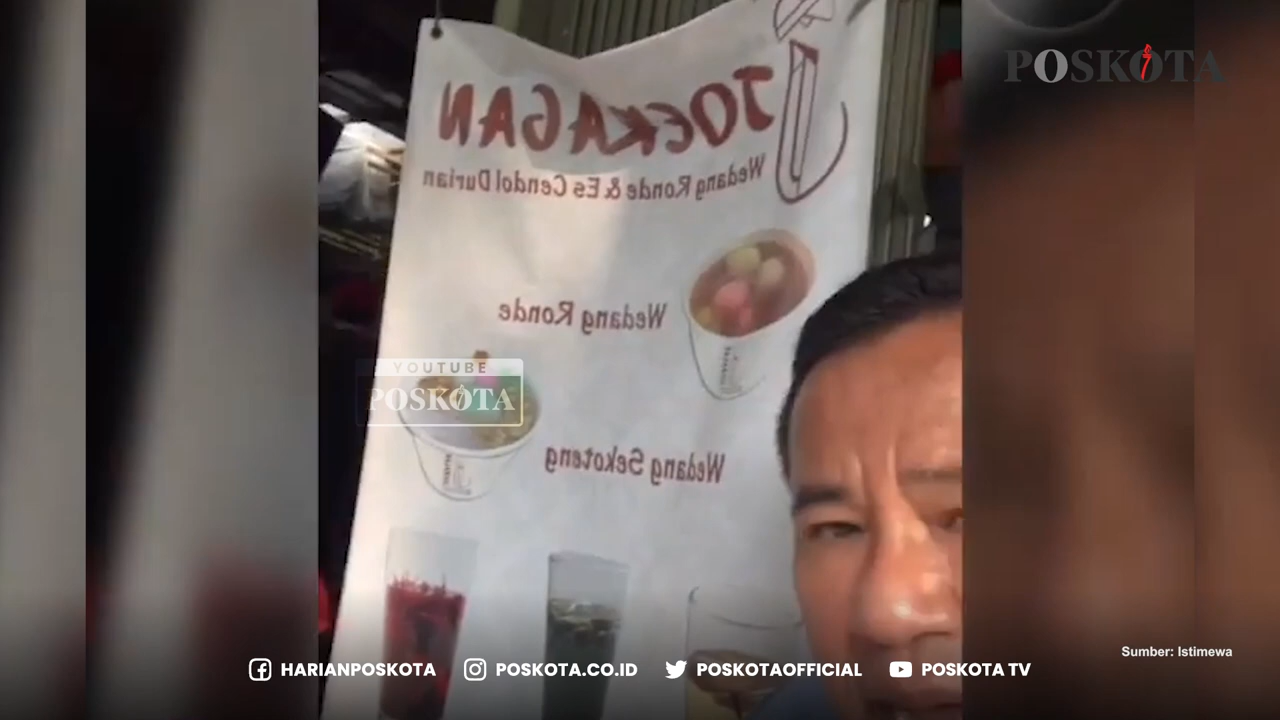 POSKOTA
TOEKAGAN
Wedang Ronde & Es Cendol Durian
Wedang Ronde
YOUTUBE
POSKOTA
Wedang Sekoteng
Sumber: Istimewa
HARIANPOSKOTA
POSKOTA.CO.ID
POSKOTAOFFICIAL
POSKOTA TV